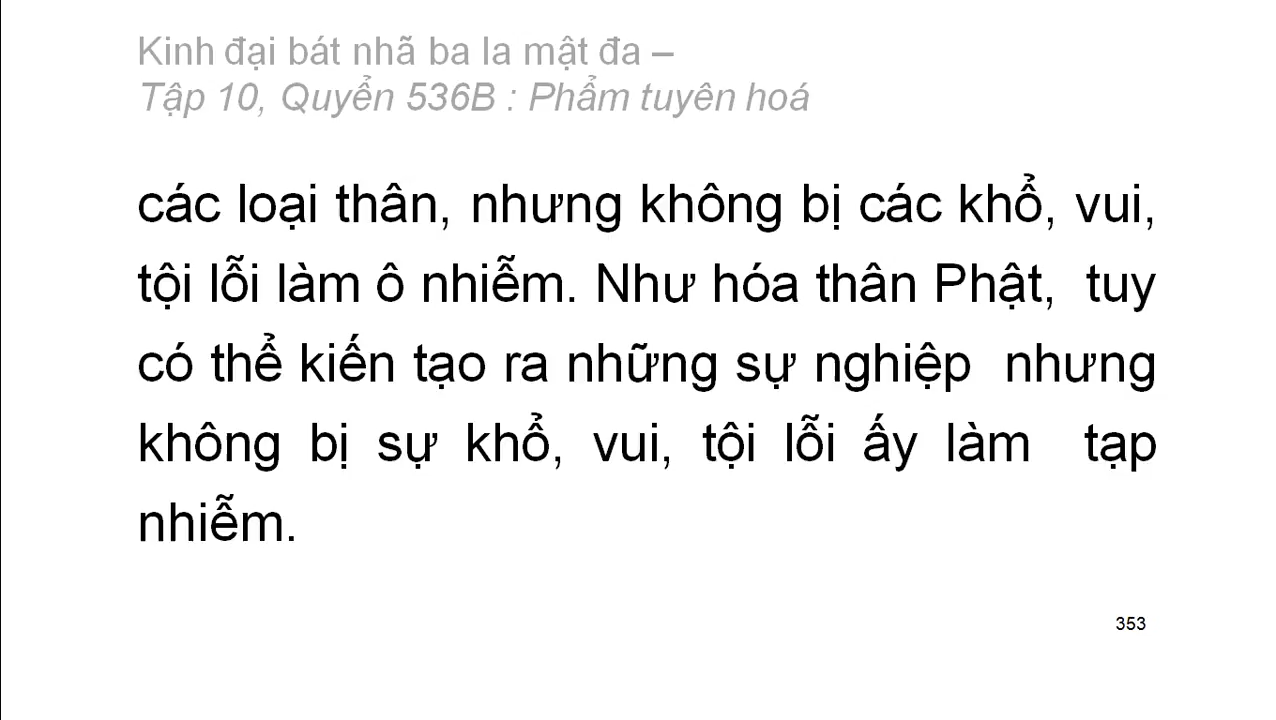 Kinh đại bát nhã ba la mật đa –
Tập 10, Quyển 536B : Phẩm tuyên hoá
các loại thân, nhưng không bị các khổ, vui,
tội lỗi làm ô nhiễm. Như hóa thân Phật, tuy
có thể kiến tạo ra những sự nghiệp nhưng
không bị sự khổ, vui, tội lỗi ấy làm tạp
nhiễm.
353